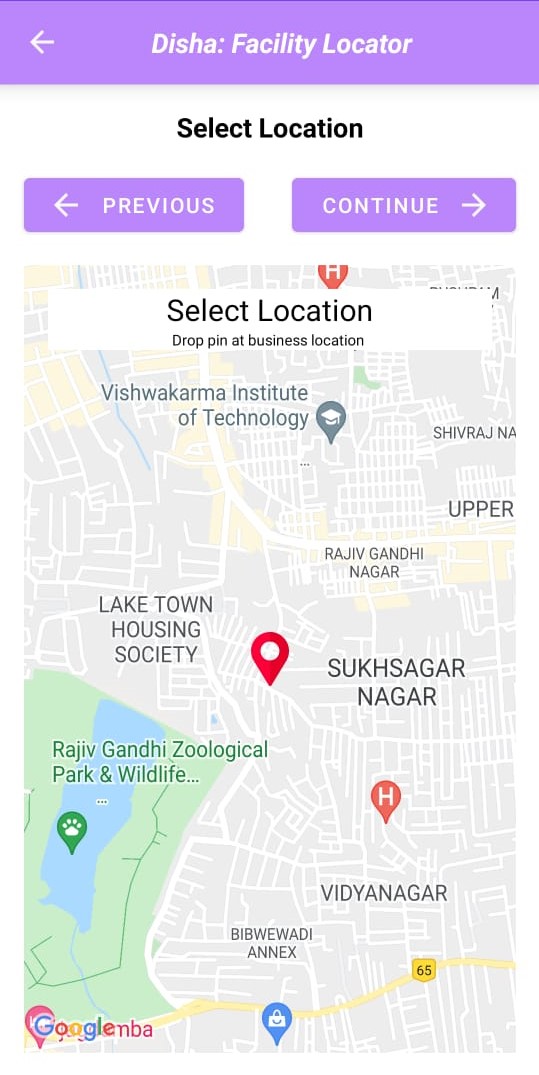 Disha: Facility Locator
Select Location
PREVIOUS
CONTINUE
H
Select Location
Drop pin at business location
Vishwakarma Institute
of Technology
...
SHIVRAJ NA
UPPER
RAJIV GANDHI
NAGAR
LAKE TOWN
HOUSING
SOCIETY
SUKHSAGAR
NAGAR
Rajiv Gandhi Zoological
Park & Wildlife...
...
H
VIDYANAGAR
BIBWEWADI
ANNEX
65
Google
mba